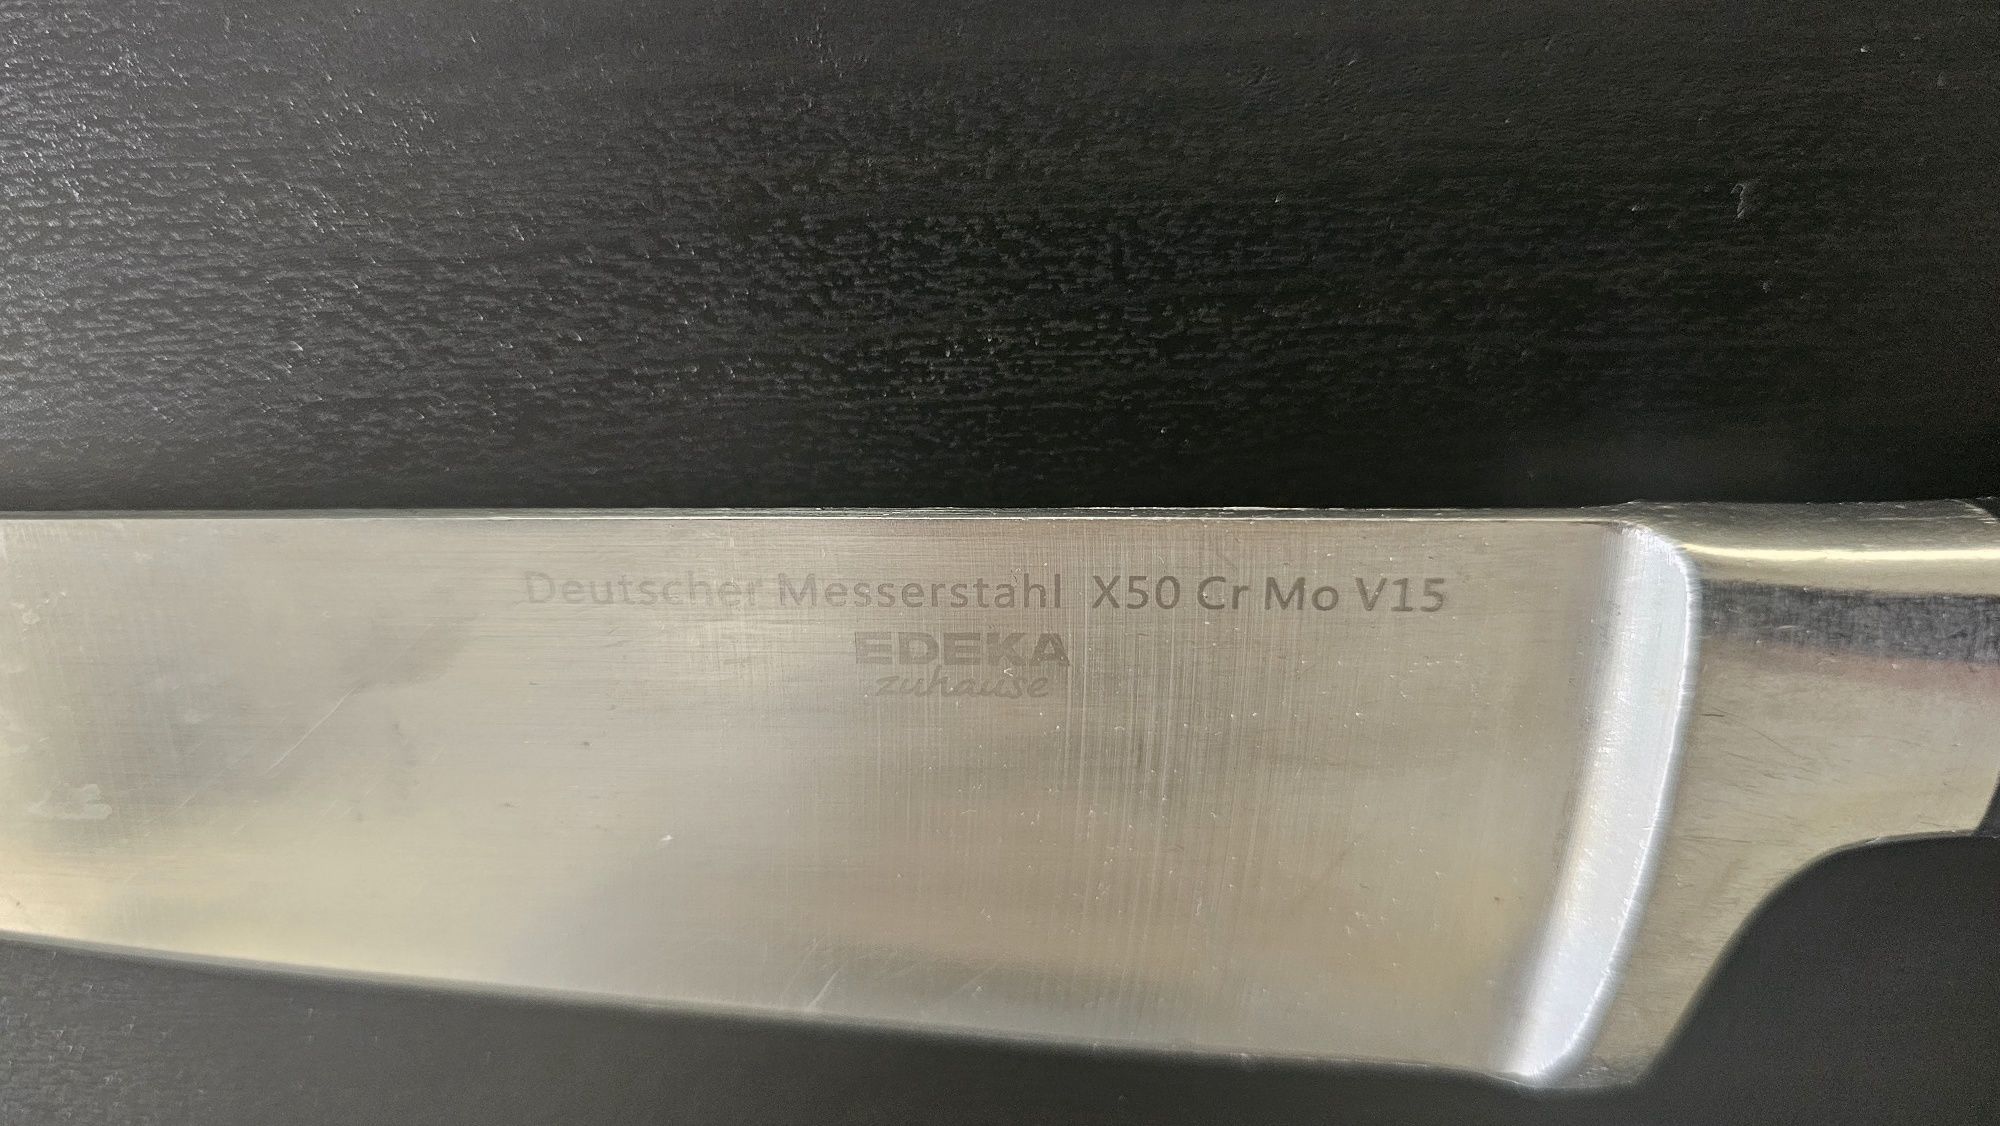 Deutscher Messerstahl X50 Cr Mo V15
EDEKA
zuhause